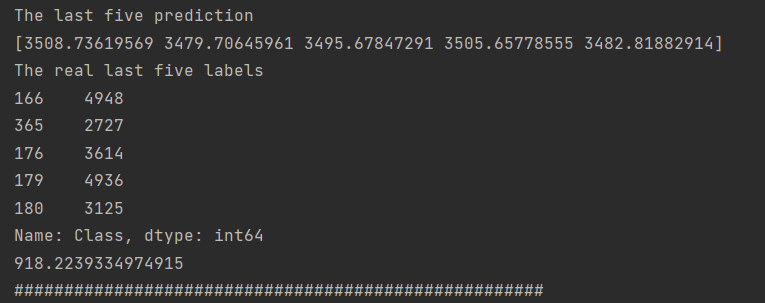 The last five prediction
[3508.73619569 3479.70645961 3495.67847291 3505.65778555 3482.81882914]
The real last five labels
166    4948
365    2727
176    3614
179    4936
180    3125
Name: Class, dtype: int64
918.2239334974915
#####################################################